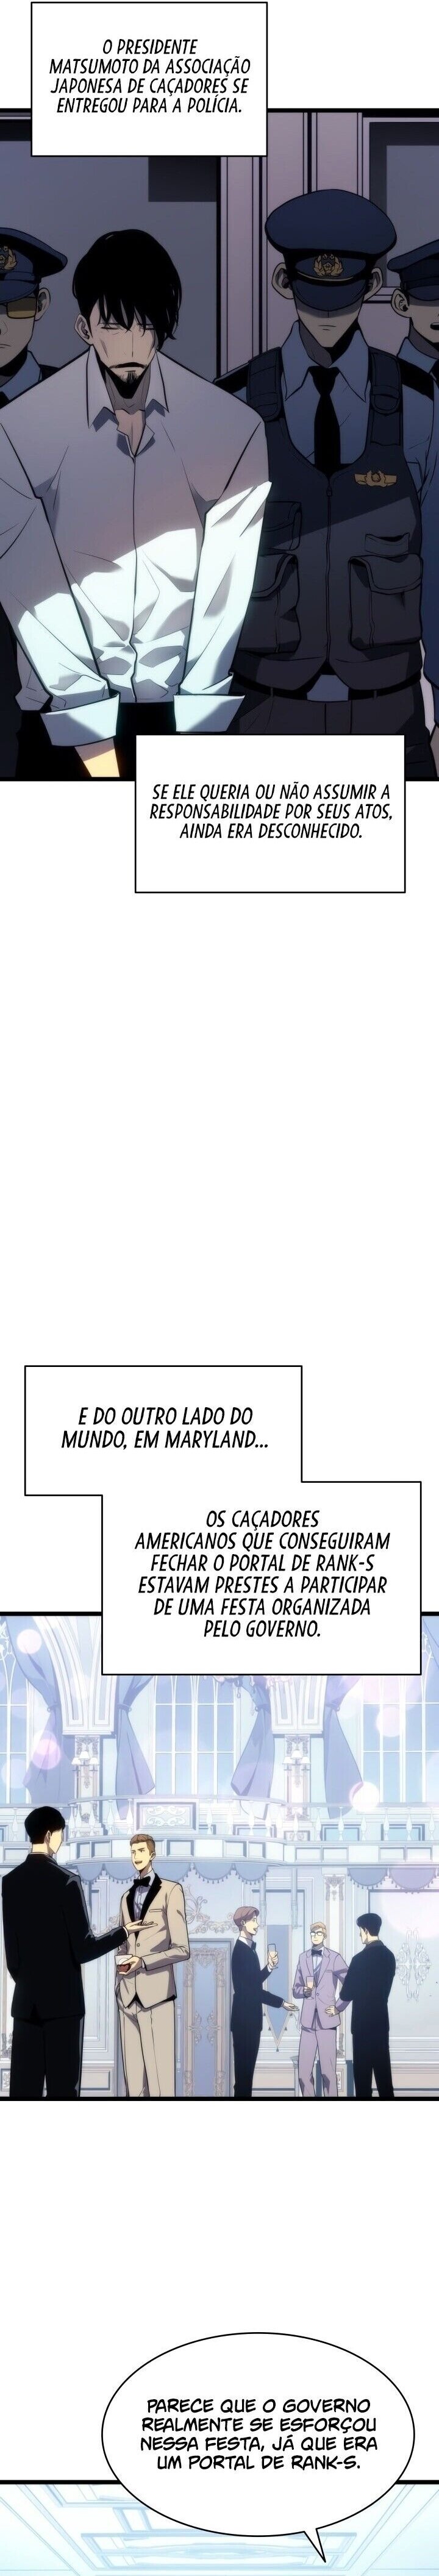 O PRESIDENTE
MATSUMOTO DA ASSOCIAÇÃO
JAPONESA DE CAÇADORES SE
ENTREGOU PARA A POLÍCIA.
SE ELE QUERIA OU NÃO ASSUMIR A
RESPONSABILIDADE POR SEUS ATOS,
AINDA ERA DESCONHECIDO.
E DO OUTRO LADO DO
MUNDO, EM MARYLAND...
OS CAÇADORES
AMERICANOS QUE CONSEGUIRAM
FECHAR O PORTAL DE RANK-S
ESTAVAM PRESTES A PARTICIPAR
DE UMA FESTA ORGANIZADA
PELO GOVERNO.
PARECE QUE O GOVERNO
REALMENTE SE ESFORÇOU
NESSA FESTA, JÁ QUE ERA
UM PORTAL DE RANK-S.